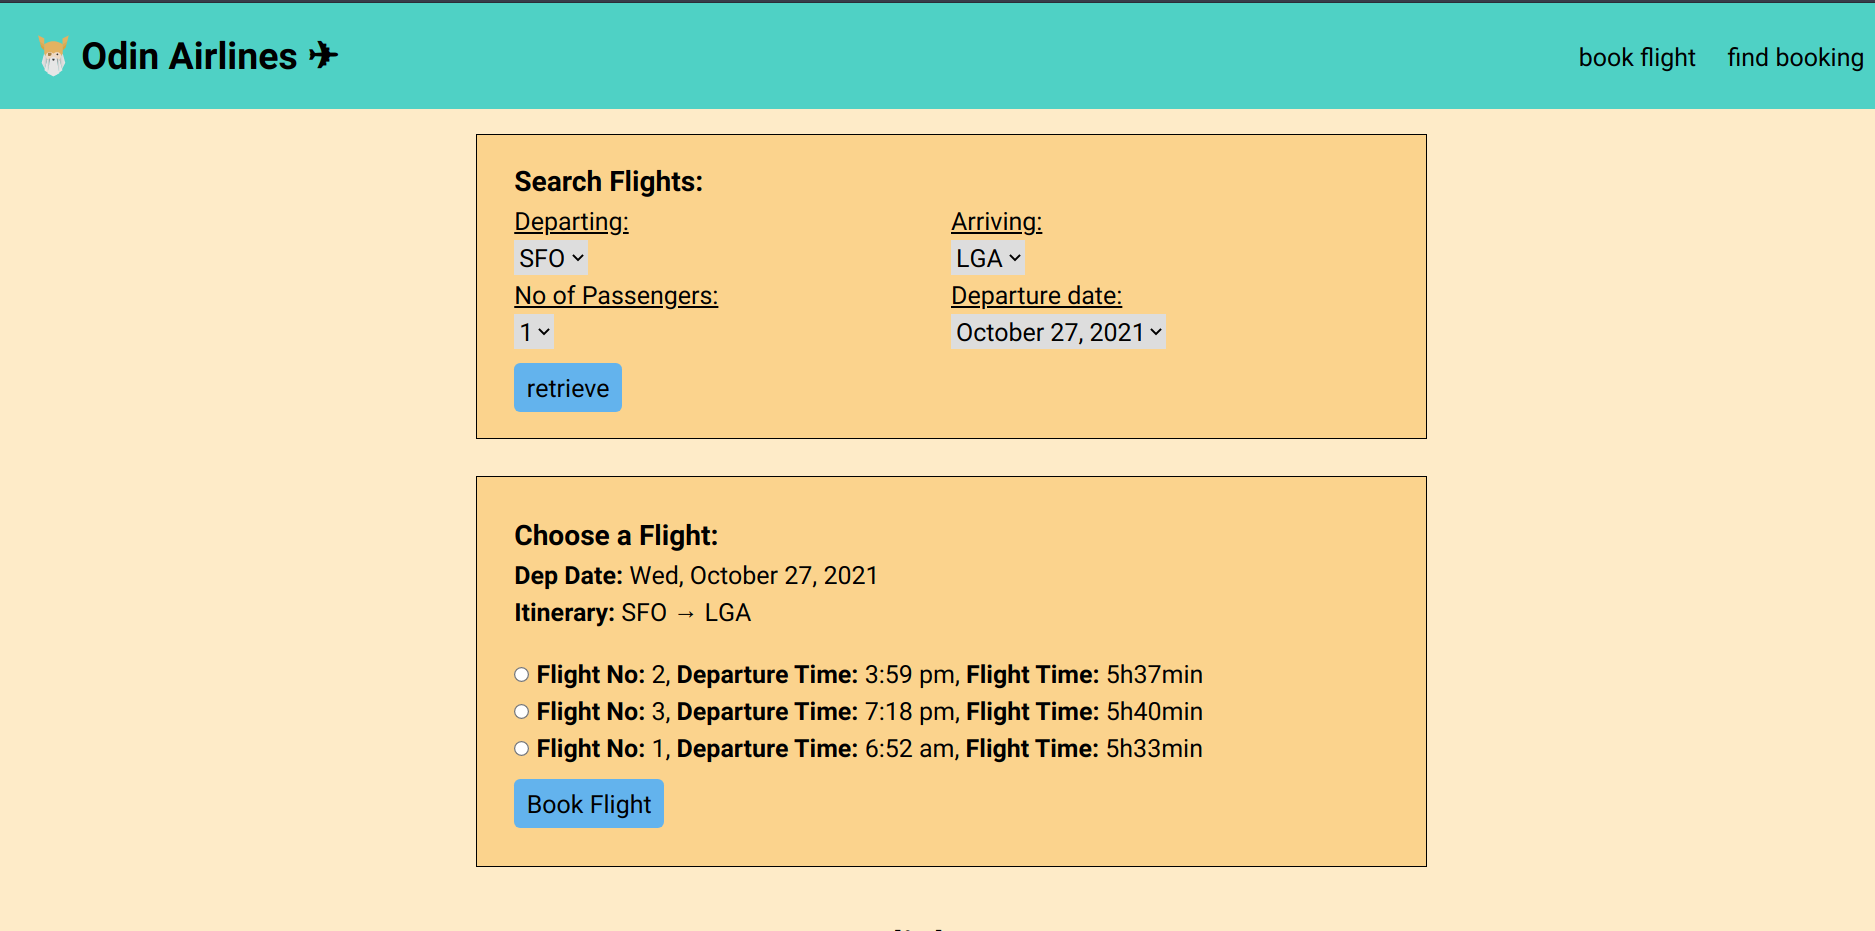 Odin Airlines ✈
book flight find booking
Search Flights:
Departing: Arriving:
SFO LGA
No of Passengers: Departure date:
1 October 27, 2021
retrieve
Choose a Flight:
Dep Date: Wed, October 27, 2021
Itinerary: SFO → LGA
Flight No: 2, Departure Time: 3:59 pm, Flight Time: 5h37min
Flight No: 3, Departure Time: 7:18 pm, Flight Time: 5h40min
Flight No: 1, Departure Time: 6:52 am, Flight Time: 5h33min
Book Flight